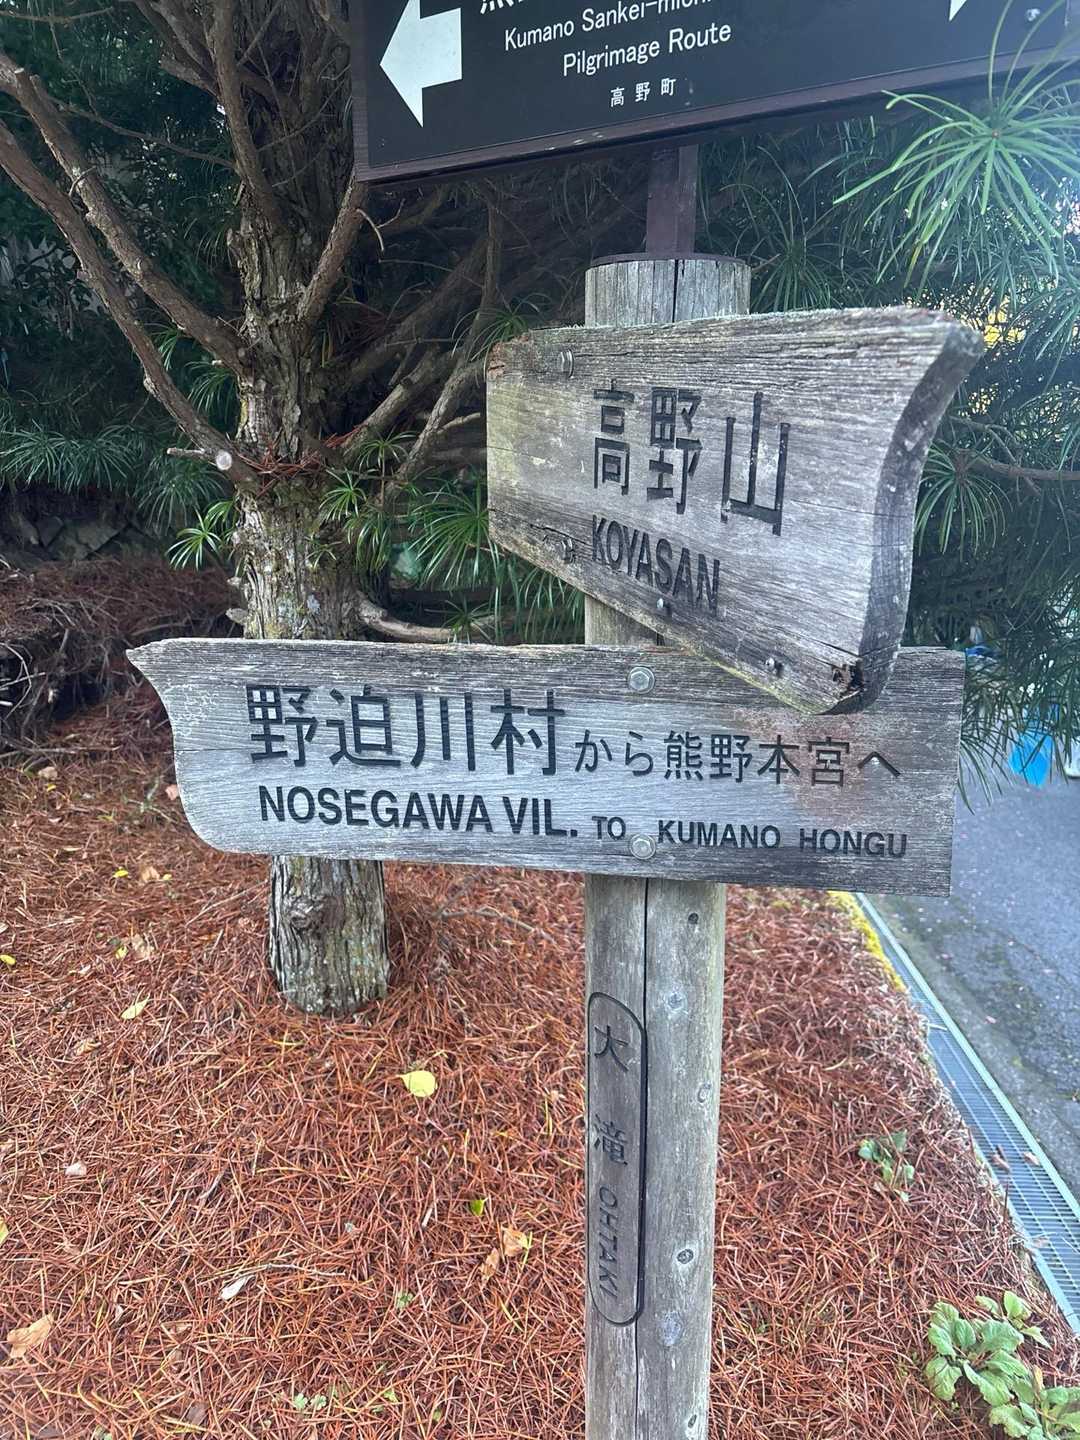 Kumano Sankei-michi
Pilgrimage Route
高野町
高野山
KOYASAN
野迫川村から熊野本宮へ
NOSEGAWA VIL. TO KUMANO HONGU
大滝 OHTAKI